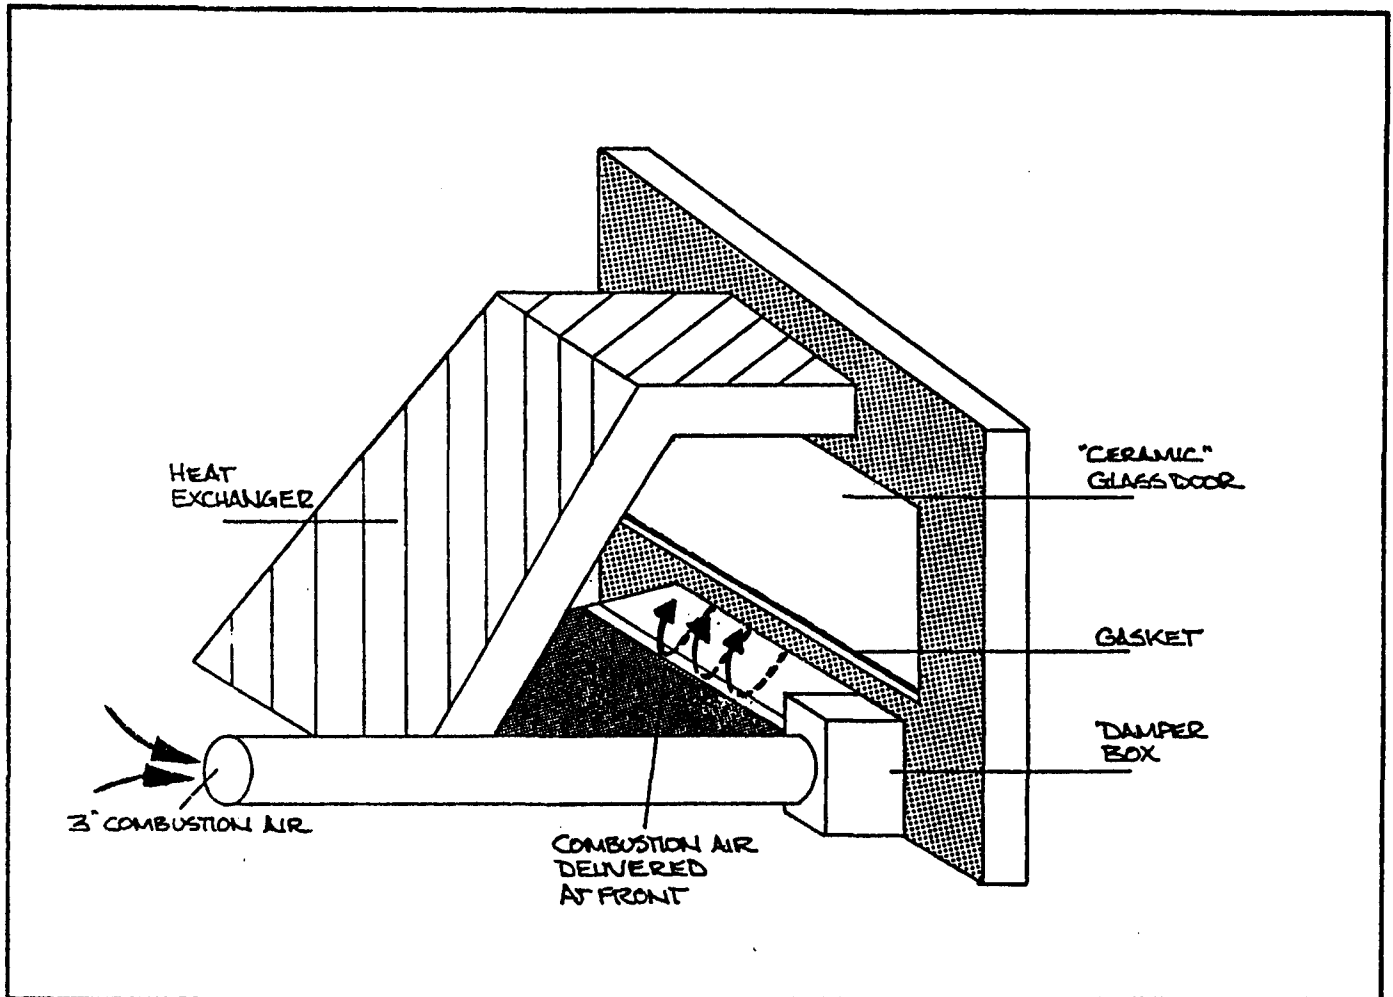 "CERAMIC"
GLASS DOOR
HEAT
EXCHANGER
GASKET
DAMPER
BOX
3" COMBUSTION AIR
COMBUSTION AIR
DELIVERED
AT FRONT